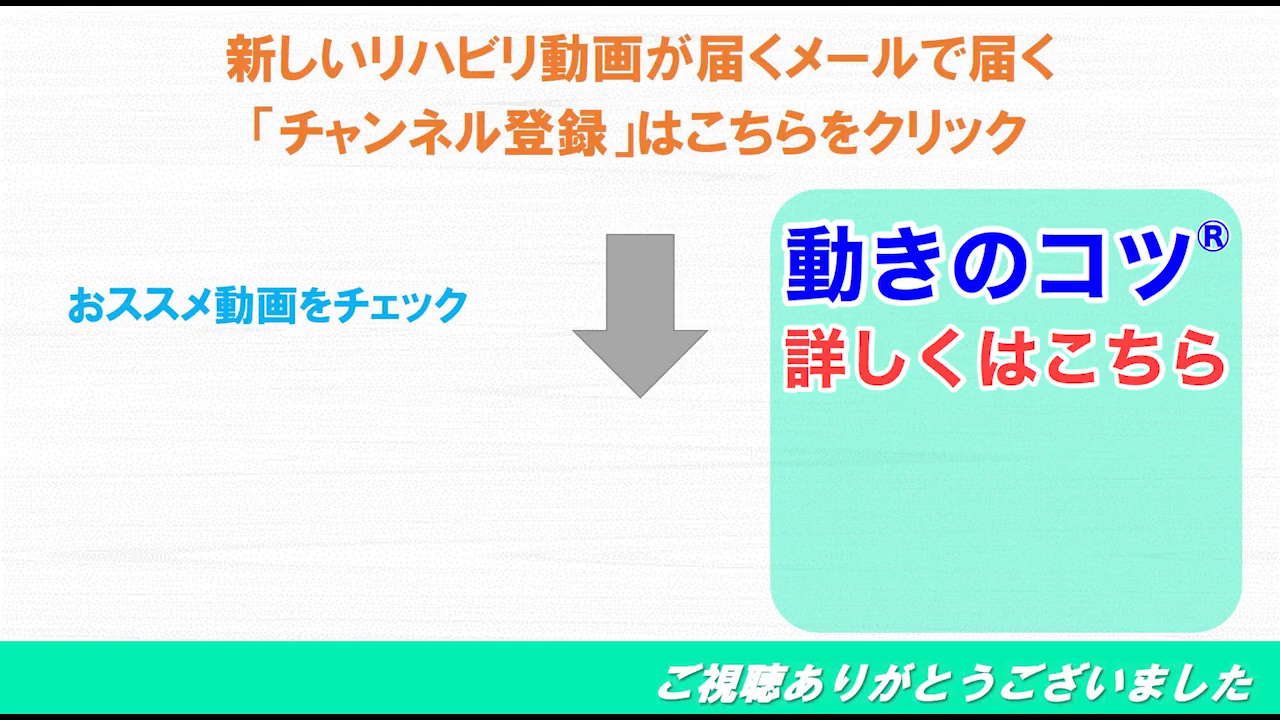 新しいリハビリ動画が届くメールで届く
「チャンネル登録」はこちらをクリック
おススメ動画をチェック
動きのコツ®
詳しくはこちら
ご視聴ありがとうございました